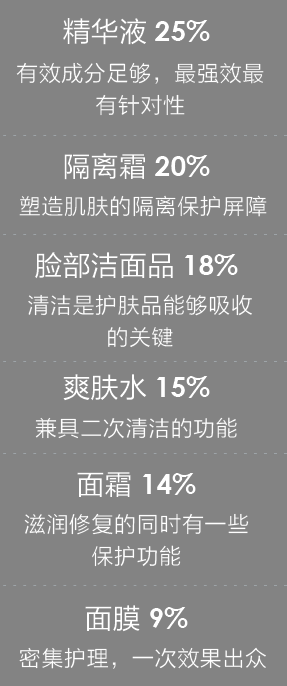 精华液 25%
有效成分足够，最强效最
有针对性
隔离霜 20%
塑造肌肤的隔离保护屏障
脸部洁面品 18%
清洁是护肤品能够吸收
的关键
爽肤水 15%
兼具二次清洁的功能
面霜 14%
滋润修复的同时有一些
保护功能
面膜 9%
密集护理，一次效果出众